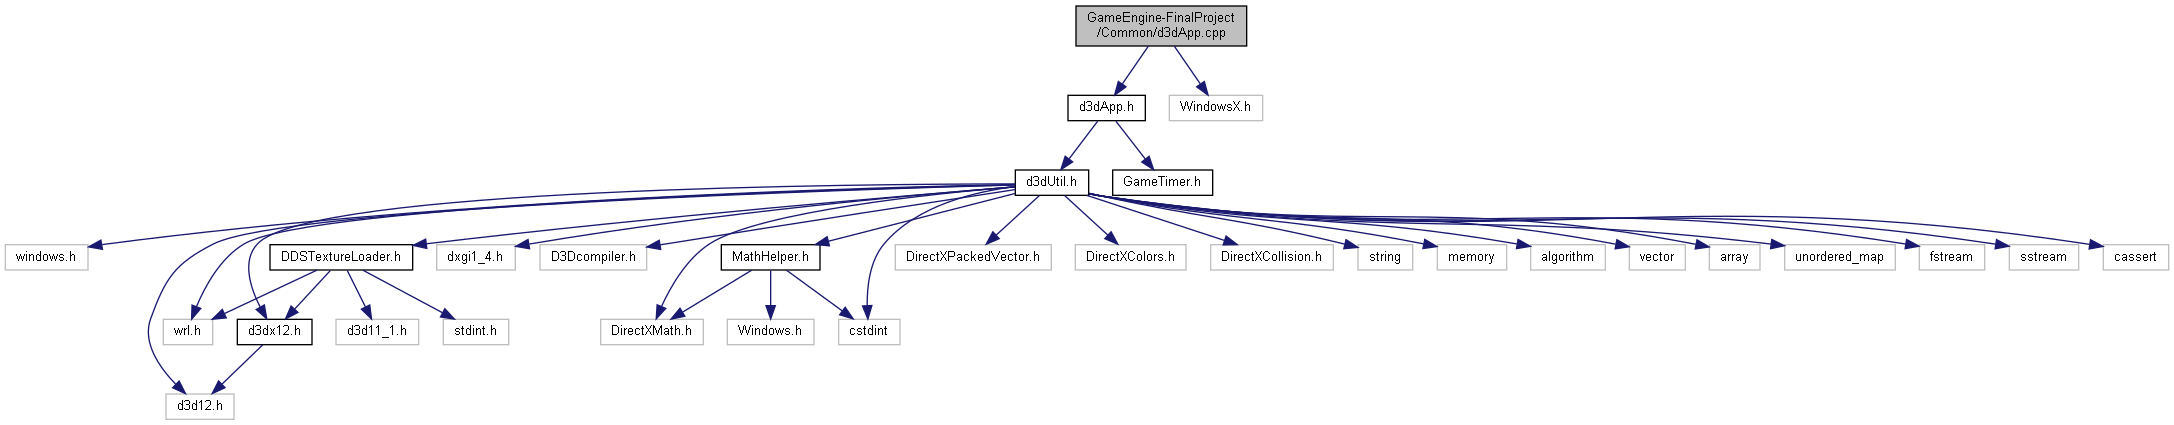 GameEngine-FinalProject
/Common/d3dApp.cpp
d3dApp.h
WindowsX.h
d3dUtil.h
GameTimer.h
windows.h
DDSTextureLoader.h
dxgi1_4.h
D3Dcompiler.h
MathHelper.h
DirectXPackedVector.h
DirectXColors.h
DirectXCollision.h
string
memory
algorithm
vector
array
unordered_map
fstream
sstream
cassert
wrl.h
d3dx12.h
d3d11_1.h
stdint.h
DirectXMath.h
Windows.h
cstdint
d3d12.h